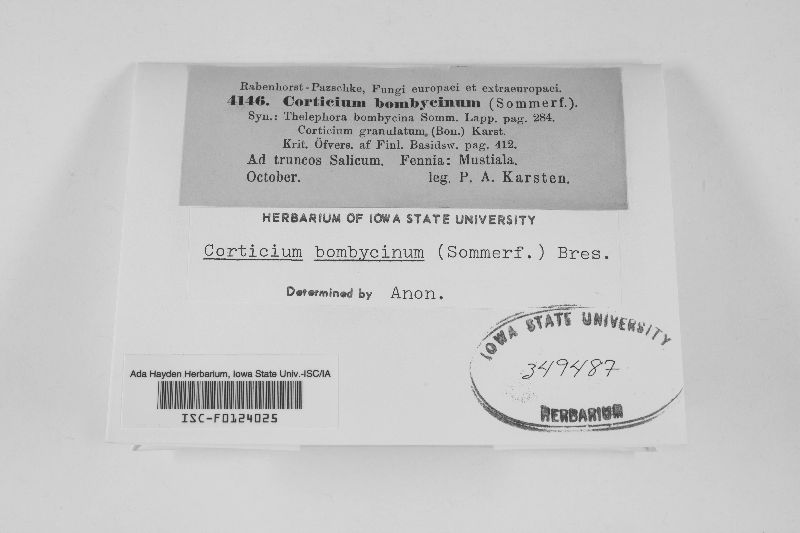 Rabenhorst-Pazschke, Fungi europaei et extraeuropaei.
4146. Corticium bombycinum (Sommerf.).
Syn.: Thelephora bombycina Somm. Lapp. pag. 284.
Corticium granulatum, (Bon.) Karst.
Krit. Öfvers. af Finl. Basidsw. pag. 412.
Ad truncos Salicum. Fennia: Mustiala.
October. leg. P. A. Karsten.
HERBARIUM OF IOWA STATE UNIVERSITY
Corticium bombycinum (Sommerf.) Bres.
Determined by Anon.
IOWA STATE UNIVERSITY
349487
HERBARIUM
Ada Hayden Herbarium, Iowa State Univ.-ISC/IA
ISC-F0124025